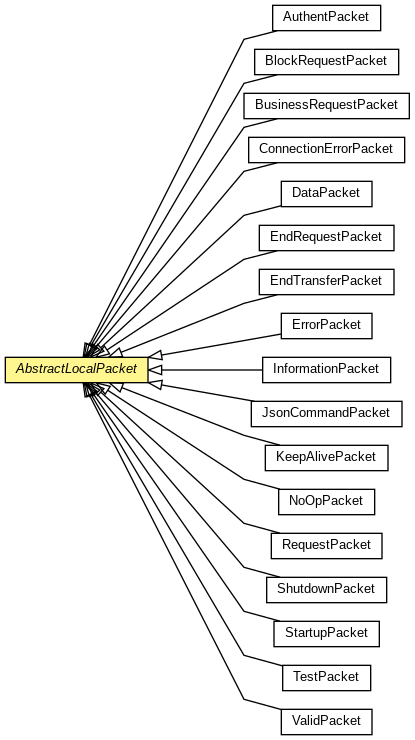 AuthentPacket
BlockRequestPacket
BusinessRequestPacket
ConnectionErrorPacket
DataPacket
EndRequestPacket
EndTransferPacket
ErrorPacket
AbstractLocalPacket
InformationPacket
JsonCommandPacket
KeepAlivePacket
NoOpPacket
RequestPacket
ShutdownPacket
StartupPacket
TestPacket
ValidPacket